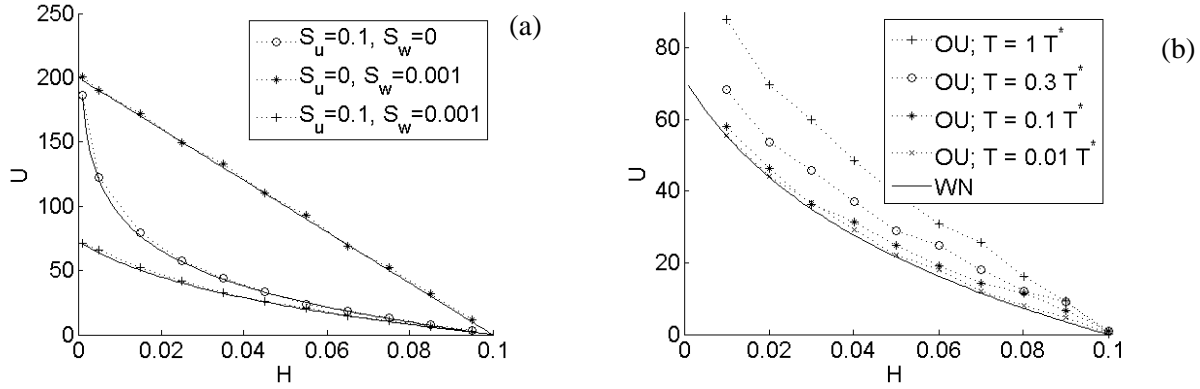 (a)
250
200
150
100
50
0
U
0 0.02 0.04 0.06 0.08 0.1
H
S_u=0.1, S_w=0
S_u=0, S_w=0.001
S_u=0.1, S_w=0.001
(b)
80
60
40
20
0
U
0 0.02 0.04 0.06 0.08 0.1
H
OU; T = 1 T^*
OU; T = 0.3 T^*
OU; T = 0.1 T^*
OU; T = 0.01 T^*
WN